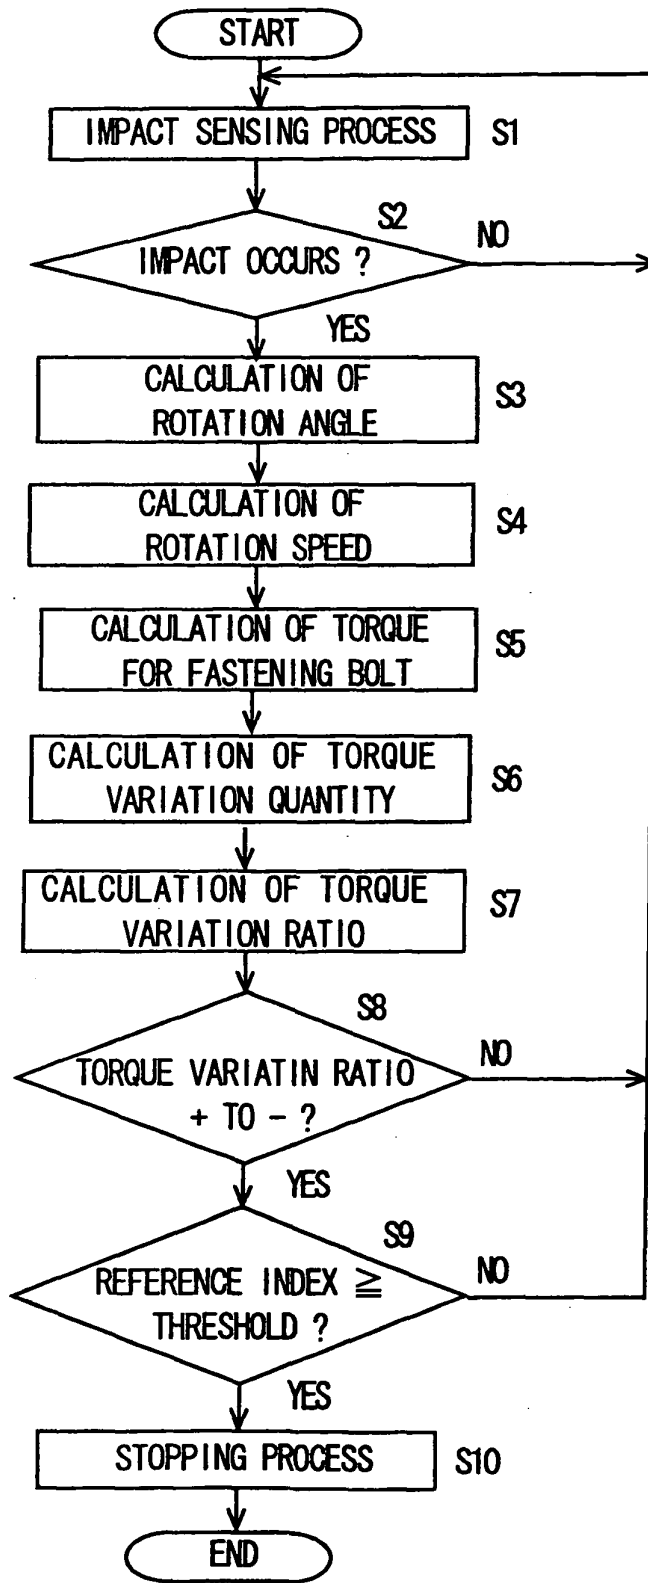 START
IMPACT SENSING PROCESS S1
S2
IMPACT OCCURS ?
NO
YES
CALCULATION OF
ROTATION ANGLE
S3
CALCULATION OF
ROTATION SPEED
S4
CALCULATION OF TORQUE
FOR FASTENING BOLT
S5
CALCULATION OF TORQUE
VARIATION QUANTITY
S6
CALCULATION OF TORQUE
VARIATION RATIO
S7
S8
TORQUE VARIATIN RATIO
+ TO - ?
NO
YES
S9
REFERENCE INDEX ≧
THRESHOLD ?
NO
YES
STOPPING PROCESS S10
END